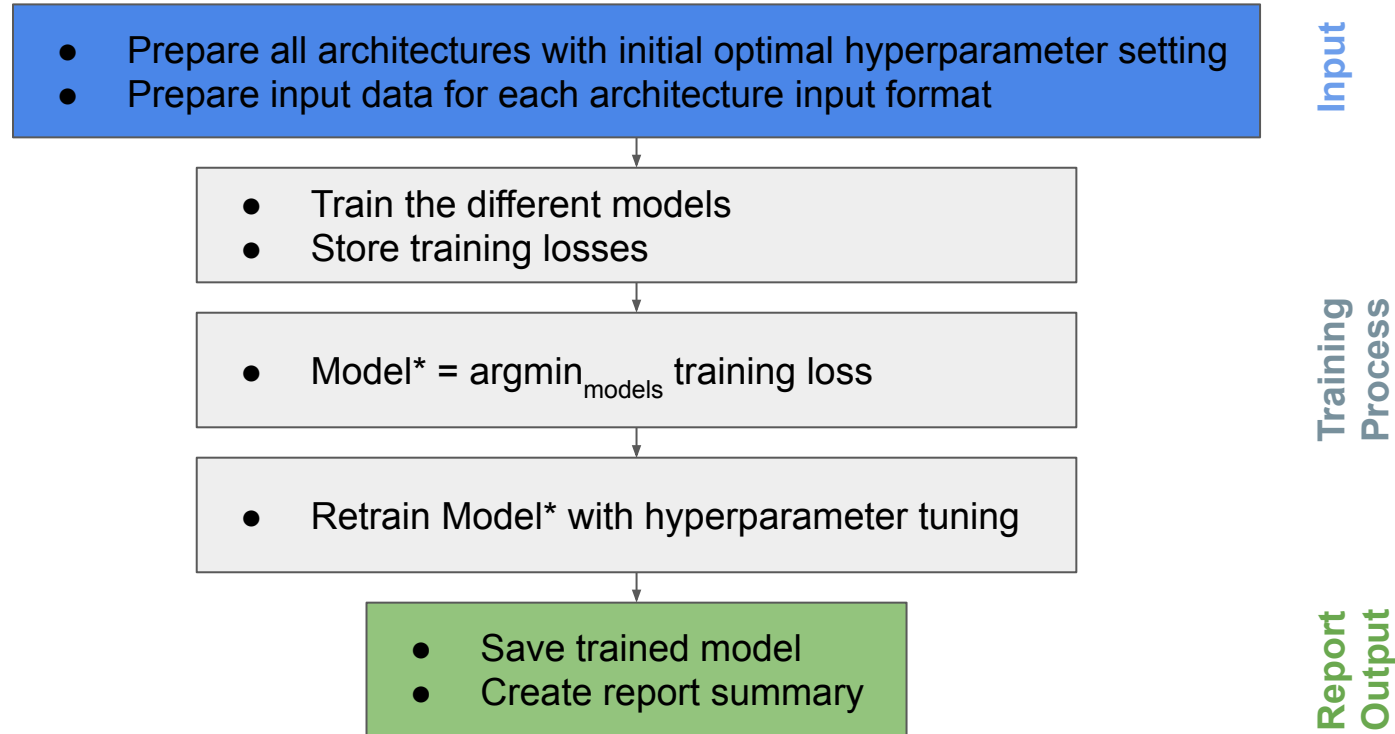 ● Prepare all architectures with initial optimal hyperparameter setting
● Prepare input data for each architecture input format
Input
● Train the different models
● Store training losses
● Model* = argmin models training loss
● Retrain Model* with hyperparameter tuning
Training
Process
● Save trained model
● Create report summary
Report
Output